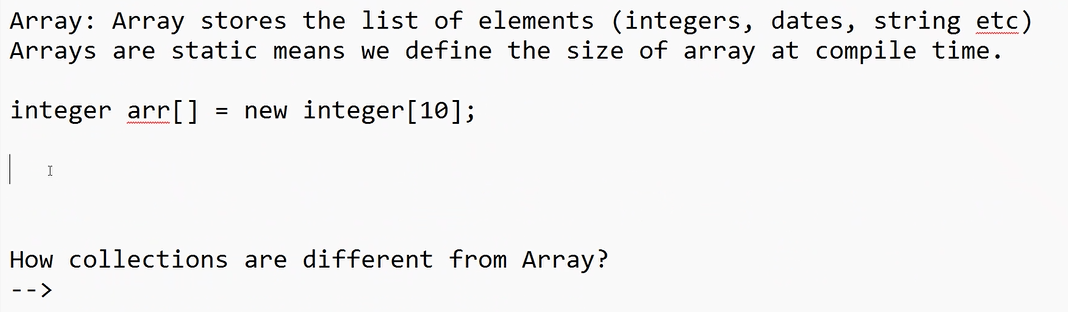 Array: Array stores the list of elements (integers, dates, string etc)
Arrays are static means we define the size of array at compile time.
integer arr[] = new integer[10];
How collections are different from Array?
-->